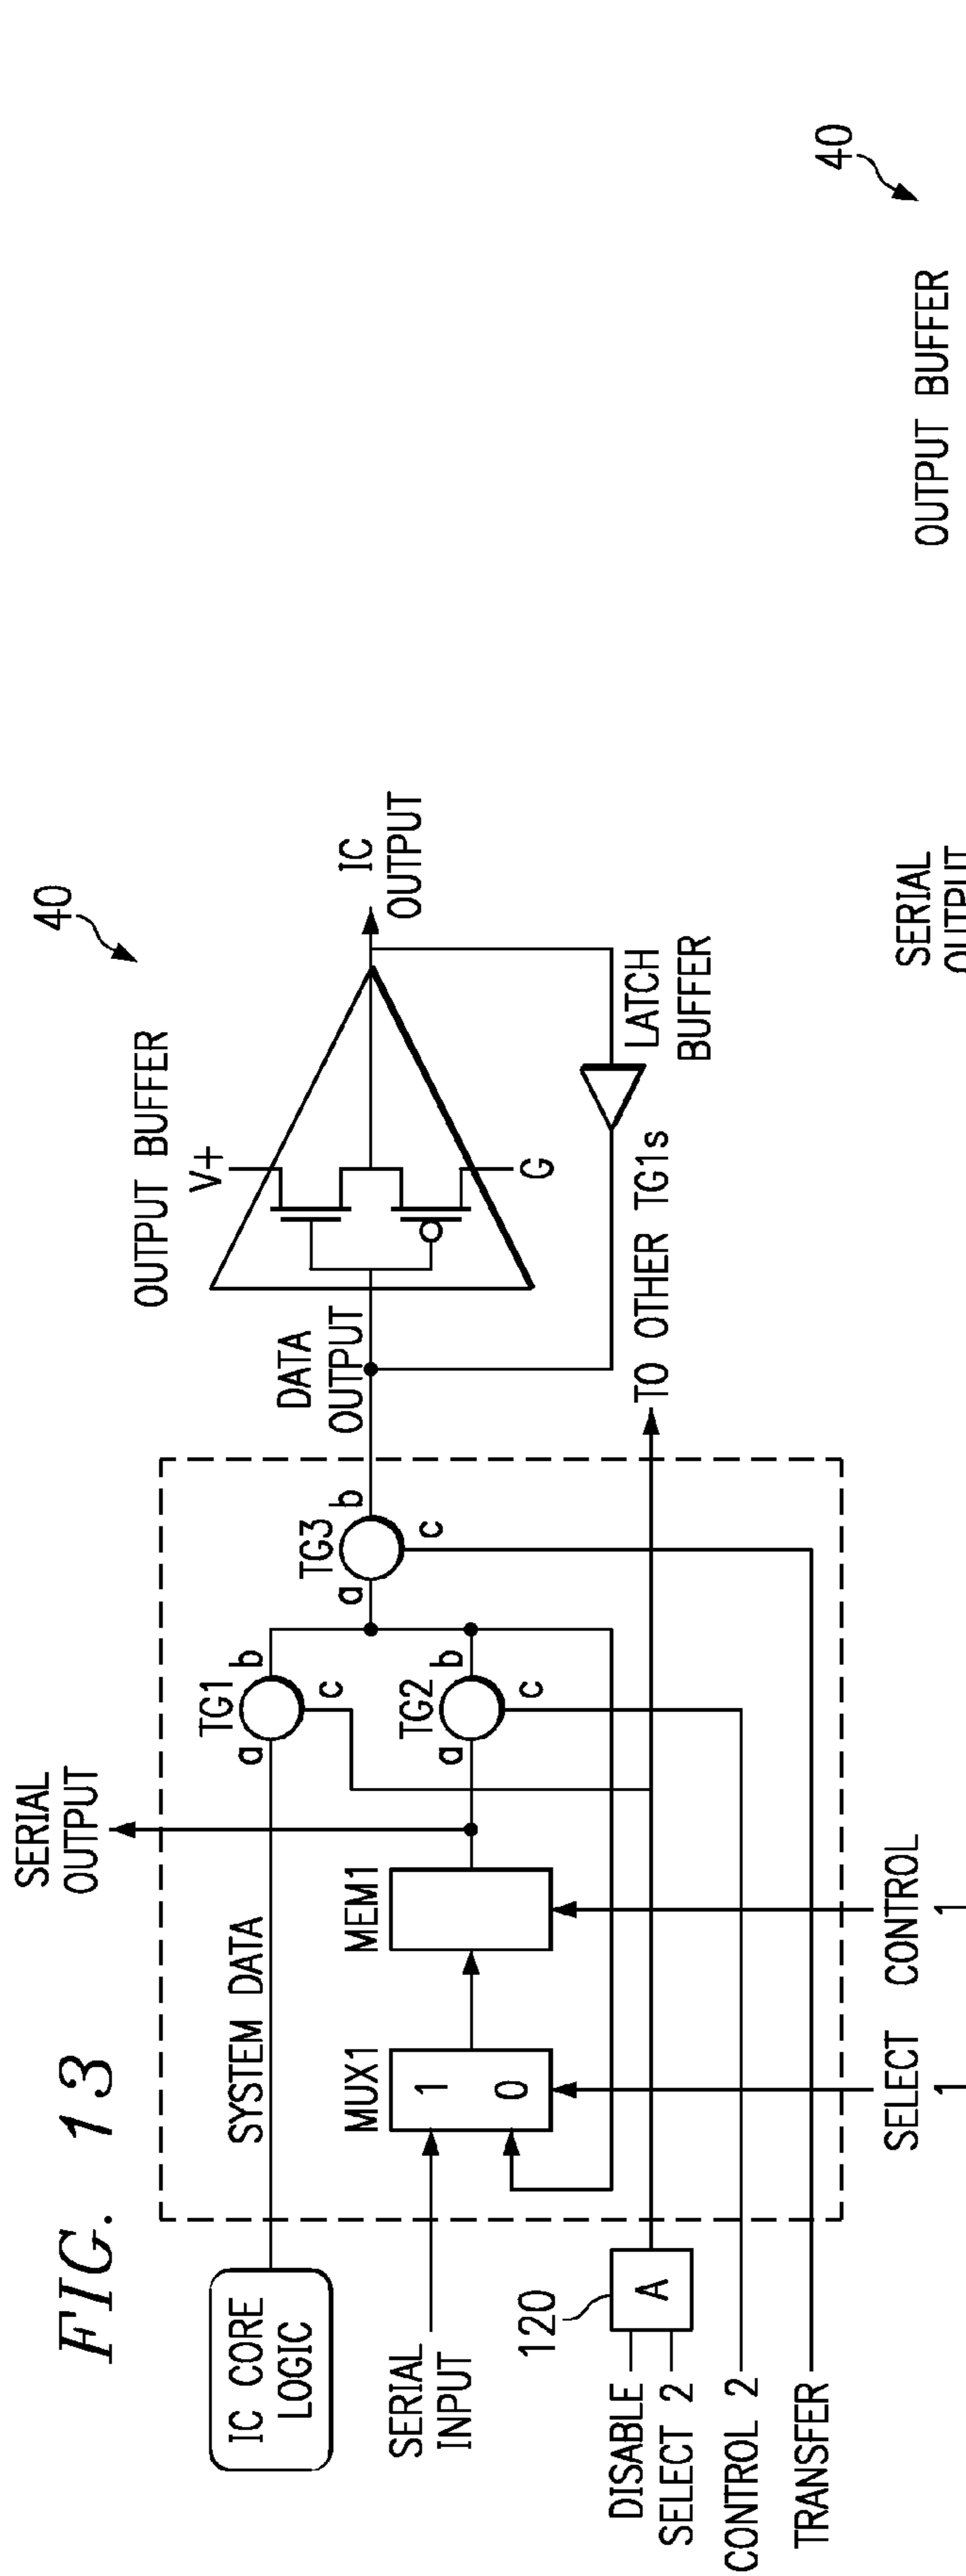 FIG. 13
40
SERIAL
OUTPUT
OUTPUT BUFFER
V+
IC CORE
LOGIC
SYSTEM DATA
a
TG1
b
c
TG3
a
b
c
DATA
OUTPUT
IC
OUTPUT
G
SERIAL
INPUT
MUX1
1
0
MEM1
a
TG2
b
c
LATCH
BUFFER
120
A
TO OTHER TG1s
DISABLE
SELECT 2
CONTROL 2
TRANSFER
SELECT
1
CONTROL
1
40
OUTPUT BUFFER
SERIAL
OUTPUT